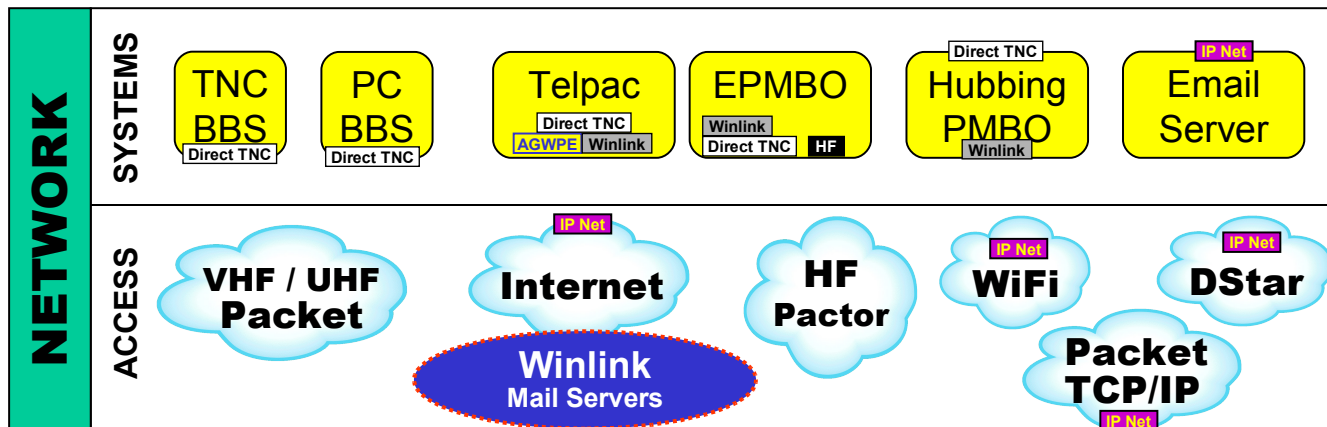 NETWORK
SYSTEMS
TNC
BBS
Direct TNC
PC
BBS
Direct TNC
Telpac
Direct TNC
AGWPE Winlink
EPMBO
Winlink
Direct TNC HF
Direct TNC
Hubbing
PMBO
Winlink
IP Net
Email
Server
ACCESS
VHF / UHF
Packet
IP Net
Internet
Winlink
Mail Servers
HF
Pactor
IP Net
WiFi
IP Net
DStar
Packet
TCP/IP
IP Net